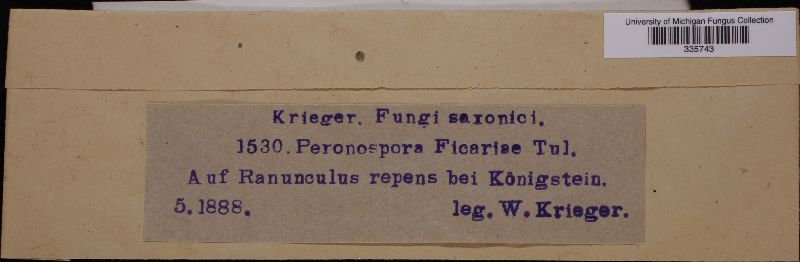 University of Michigan Fungus Collection
335743
Krieger. Fungi saxonici.
1530. Peronospora Ficariae Tul.
Auf Ranunculus repens bei Königstein.
5.1888. leg. W. Krieger.